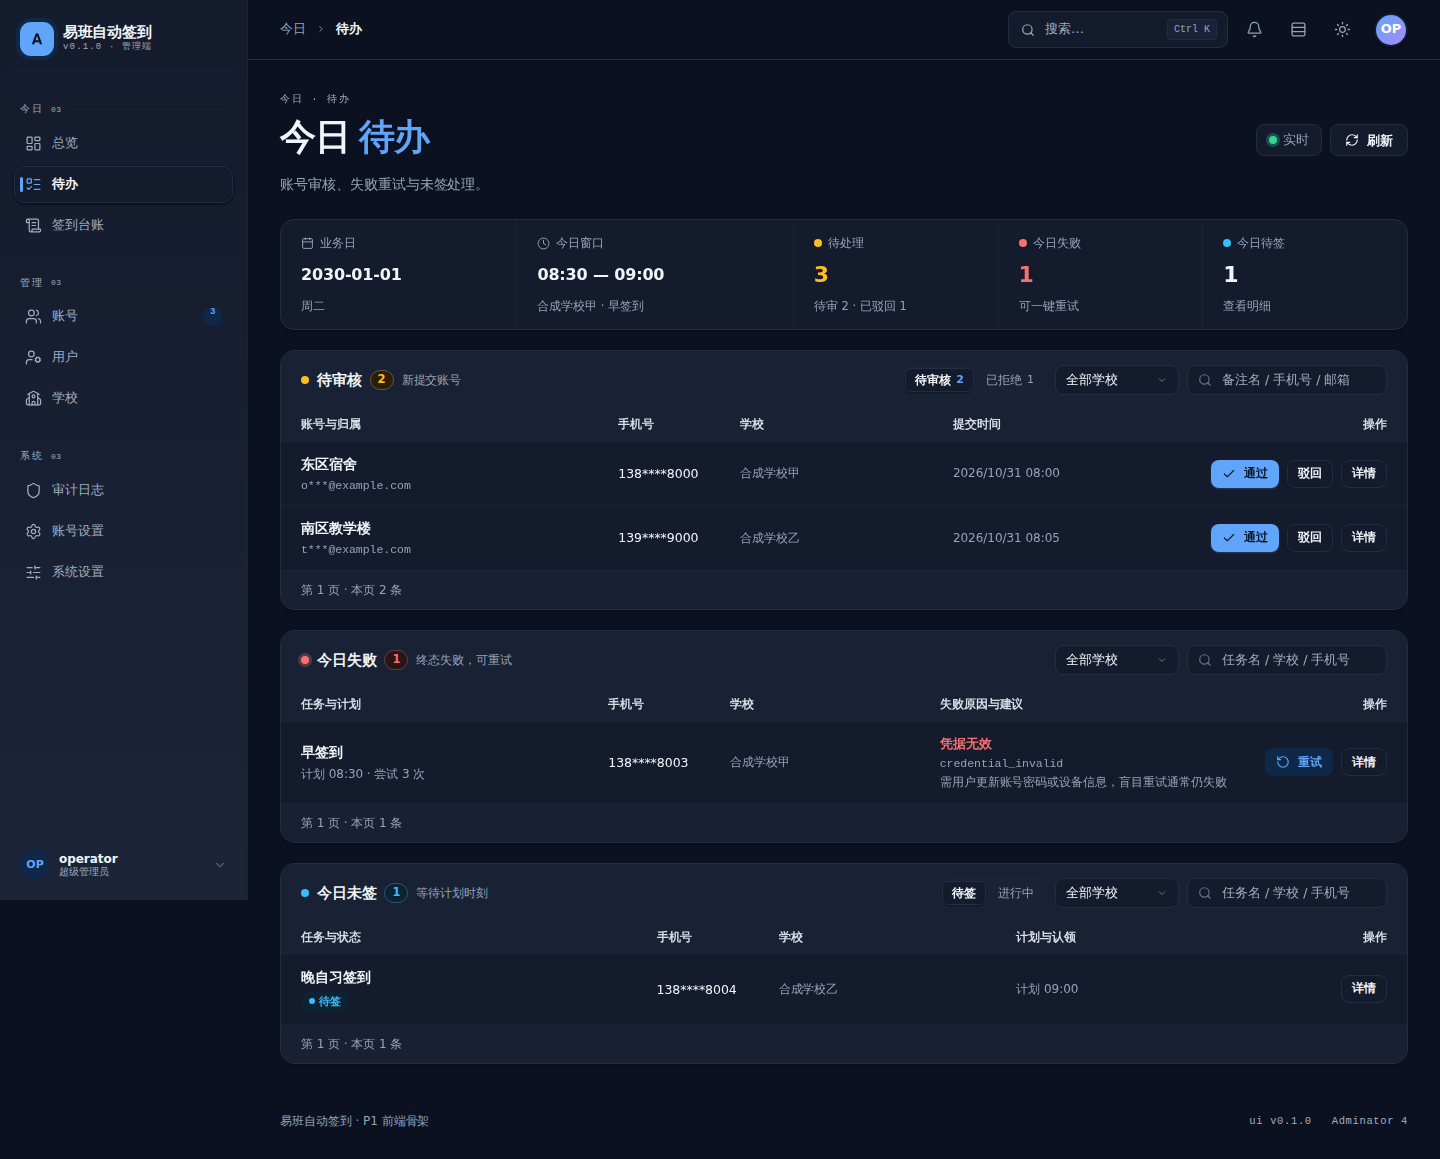 A
易班自动签到
v0.1.0 · 管理端
今日 03
总览
待办
签到台账
管理 03
账号 3
用户
学校
系统 03
审计日志
账号设置
系统设置
OP
operator
超级管理员
今日 › 待办
搜索... Ctrl K
OP
今日 · 待办
今日 待办
实时 刷新
账号审核、失败重试与未签处理。
业务日
2030-01-01
周二
今日窗口
08:30 — 09:00
合成学校甲 · 早签到
待处理
3
待审 2 · 已驳回 1
今日失败
1
可一键重试
今日待签
1
查看明细
待审核 2 新提交账号 待审核 2 已拒绝 1 全部学校 备注名 / 手机号 / 邮箱
账号与归属 手机号 学校 提交时间 操作
东区宿舍
o***@example.com
138****8000 合成学校甲 2026/10/31 08:00 通过 驳回 详情
南区教学楼
t***@example.com
139****9000 合成学校乙 2026/10/31 08:05 通过 驳回 详情
第 1 页 · 本页 2 条
今日失败 1 终态失败，可重试 全部学校 任务名 / 学校 / 手机号
任务与计划 手机号 学校 失败原因与建议 操作
早签到
计划 08:30 · 尝试 3 次
138****8003 合成学校甲
凭据无效
credential_invalid
需用户更新账号密码或设备信息，盲目重试通常仍失败
重试 详情
第 1 页 · 本页 1 条
今日未签 1 等待计划时刻 待签 进行中 全部学校 任务名 / 学校 / 手机号
任务与状态 手机号 学校 计划与认领 操作
晚自习签到
待签
138****8004 合成学校乙 计划 09:00 详情
第 1 页 · 本页 1 条
易班自动签到 · P1 前端骨架 ui v0.1.0 Adminator 4